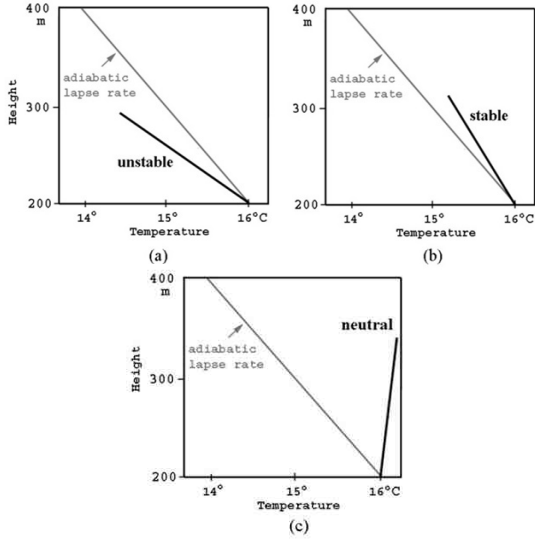 400
m
adiabatic
lapse rate
Height
300
unstable
200
14° 15° 16°C
Temperature
(a)
400
m
adiabatic
lapse rate
300
stable
200
14° 15° 16°C
Temperature
(b)
400
m
neutral
adiabatic
lapse rate
Height
300
200
14° 15° 16°C
Temperature
(c)